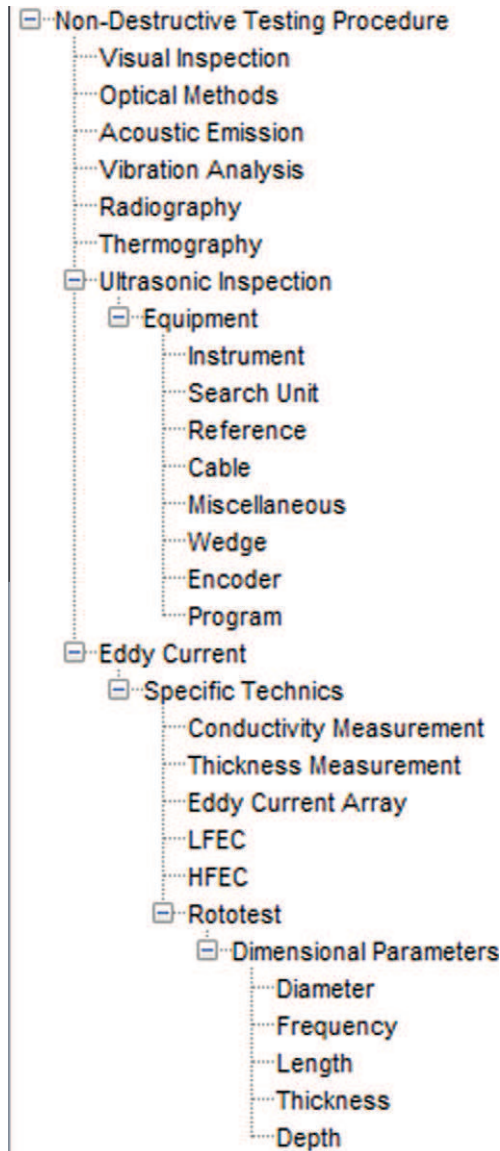 Non-Destructive Testing Procedure
Visual Inspection
Optical Methods
Acoustic Emission
Vibration Analysis
Radiography
Thermography
Ultrasonic Inspection
Equipment
Instrument
Search Unit
Reference
Cable
Miscellaneous
Wedge
Encoder
Program
Eddy Current
Specific Technics
Conductivity Measurement
Thickness Measurement
Eddy Current Array
LFEC
HFEC
Rototest
Dimensional Parameters
Diameter
Frequency
Length
Thickness
Depth